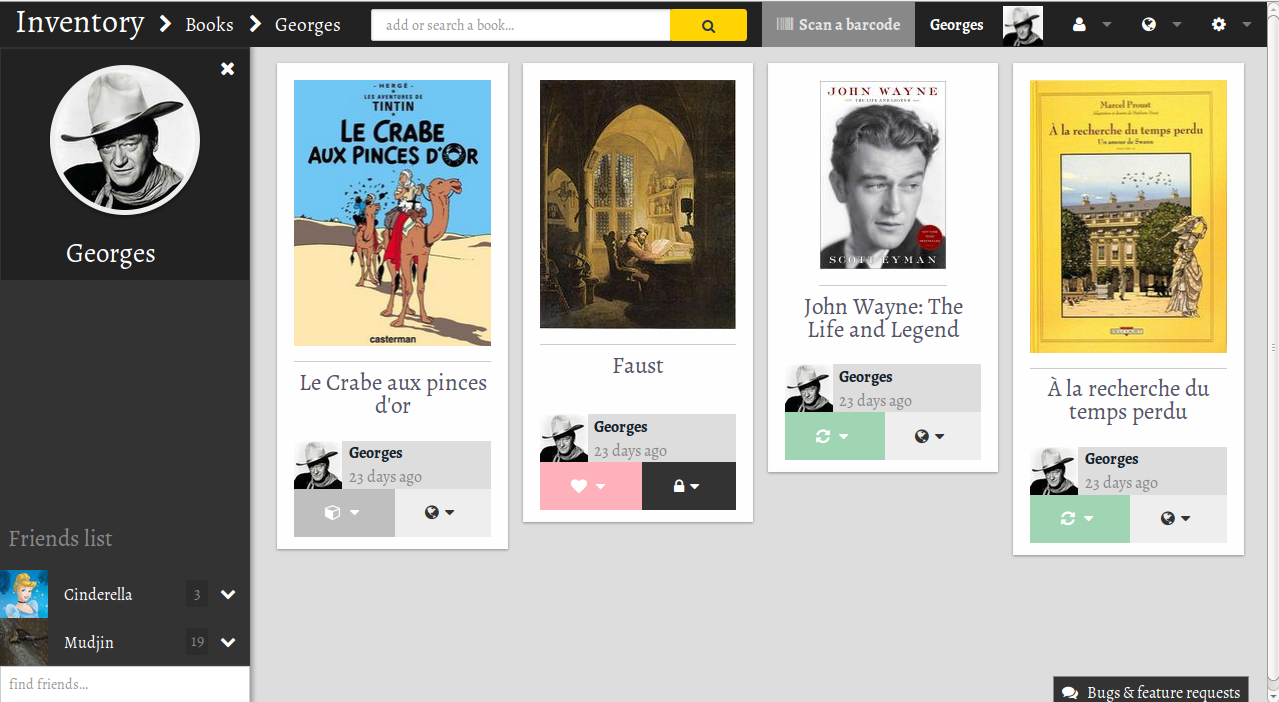 Inventory
Books
Georges
add or search a book...
Scan a barcode
Georges
Georges
Friends list
Cinderella
3
Mudjin
19
find friends...
- HERGÉ -
LES AVENTURES DE
TINTIN
LE CRABE
AUX PINCES D'OR
casterman
Le Crabe aux pinces
d'or
Georges
23 days ago
Faust
Georges
23 days ago
JOHN WAYNE
THE LIFE AND LEGEND
SCOTT EYMAN
John Wayne: The
Life and Legend
Georges
23 days ago
Marcel Proust
À la recherche du temps perdu
Un amour de Swann
À la recherche du
temps perdu
Georges
23 days ago
Bugs & feature requests